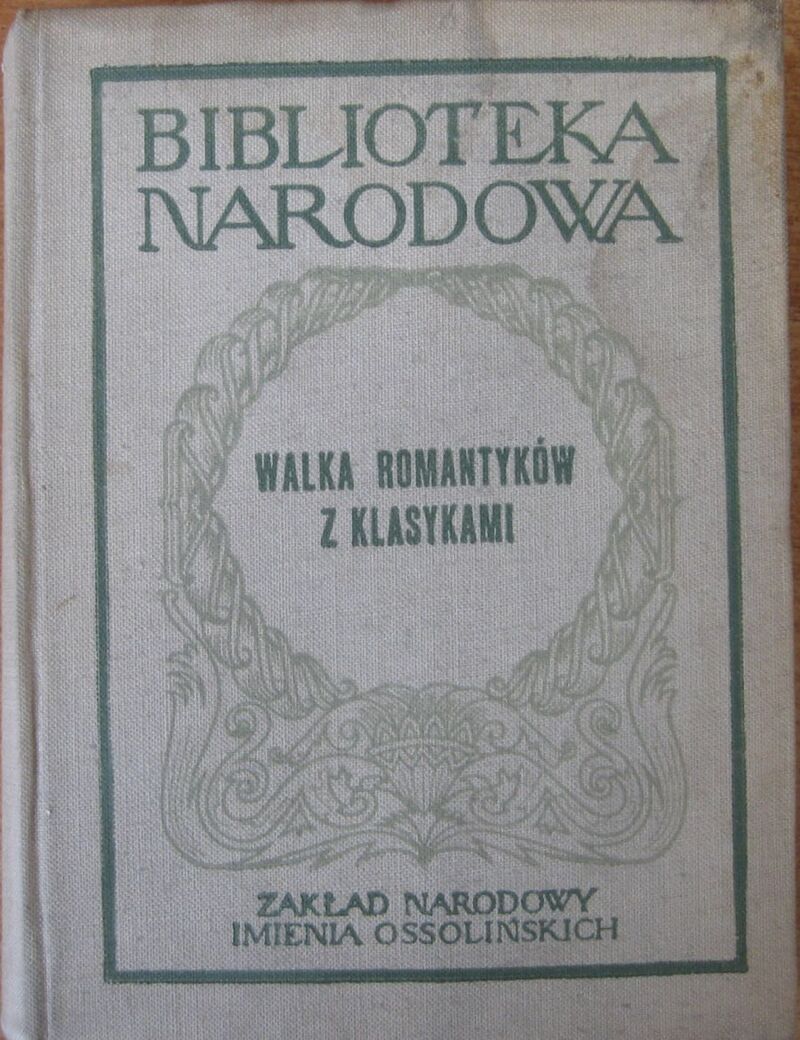 BIBLIOTEKA
NARODOWA
WALKA ROMANTYKÓW
Z KLASYKAMI
ZAKŁAD NARODOWY
IMIENIA OSSOLIŃSKICH